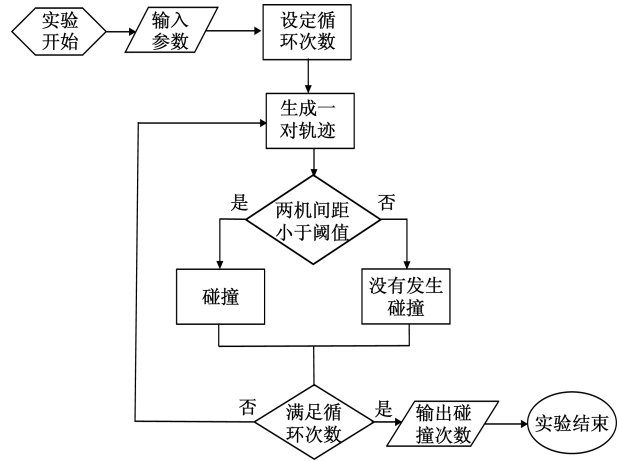 实验
开始
输入
参数
设定循
环次数
生成一
对轨迹
是
否
两机间距
小于阈值
碰撞
没有发生
碰撞
否
满足循
环次数
是
输出碰
撞次数
实验结束